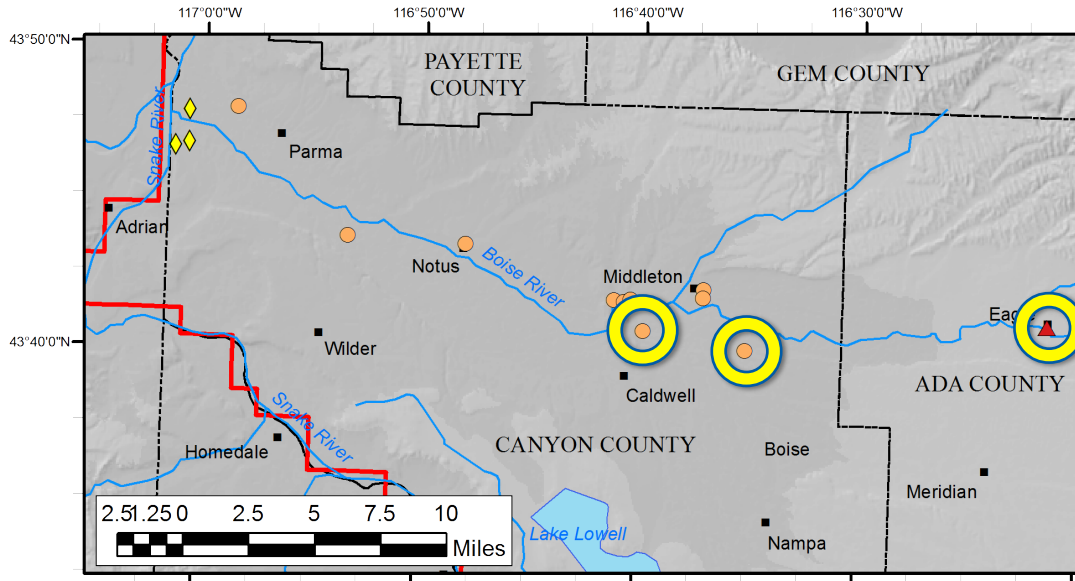 117°0'0"W
116°50'0"W
116°40'0"W
116°30'0"W
43°50'0"N
PAYETTE
COUNTY
GEM COUNTY
Snake River
Parma
Adrian
Notus
Boise River
Middleton
43°40'0"N
Wilder
Caldwell
ADA COUNTY
Snake River
Homedale
CANYON COUNTY
Boise
Meridian
2.5 1.25 0 2.5 5 7.5 10
Miles
Lake Lowell
Nampa